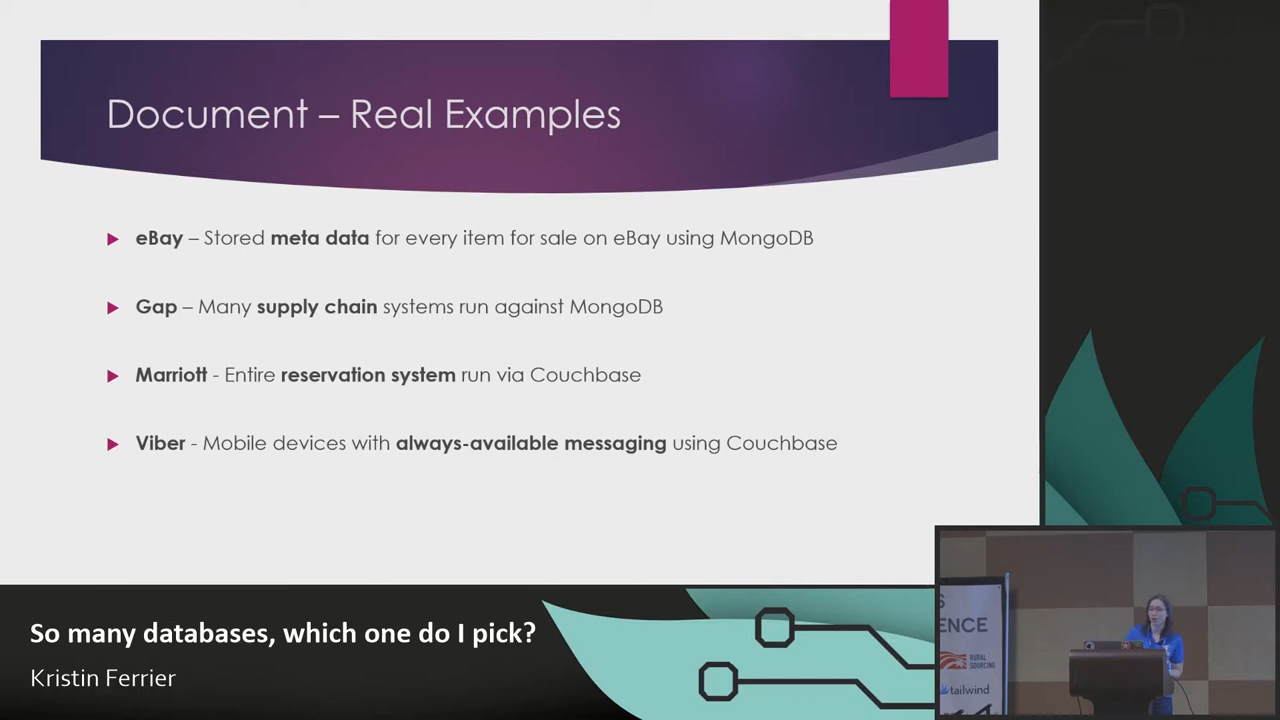 Document – Real Examples
eBay – Stored meta data for every item for sale on eBay using MongoDB
Gap – Many supply chain systems run against MongoDB
Marriott - Entire reservation system run via Couchbase
Viber - Mobile devices with always-available messaging using Couchbase
So many databases, which one do I pick?
Kristin Ferrier
S
ENCE
RURAL
SOURCING
tailwind